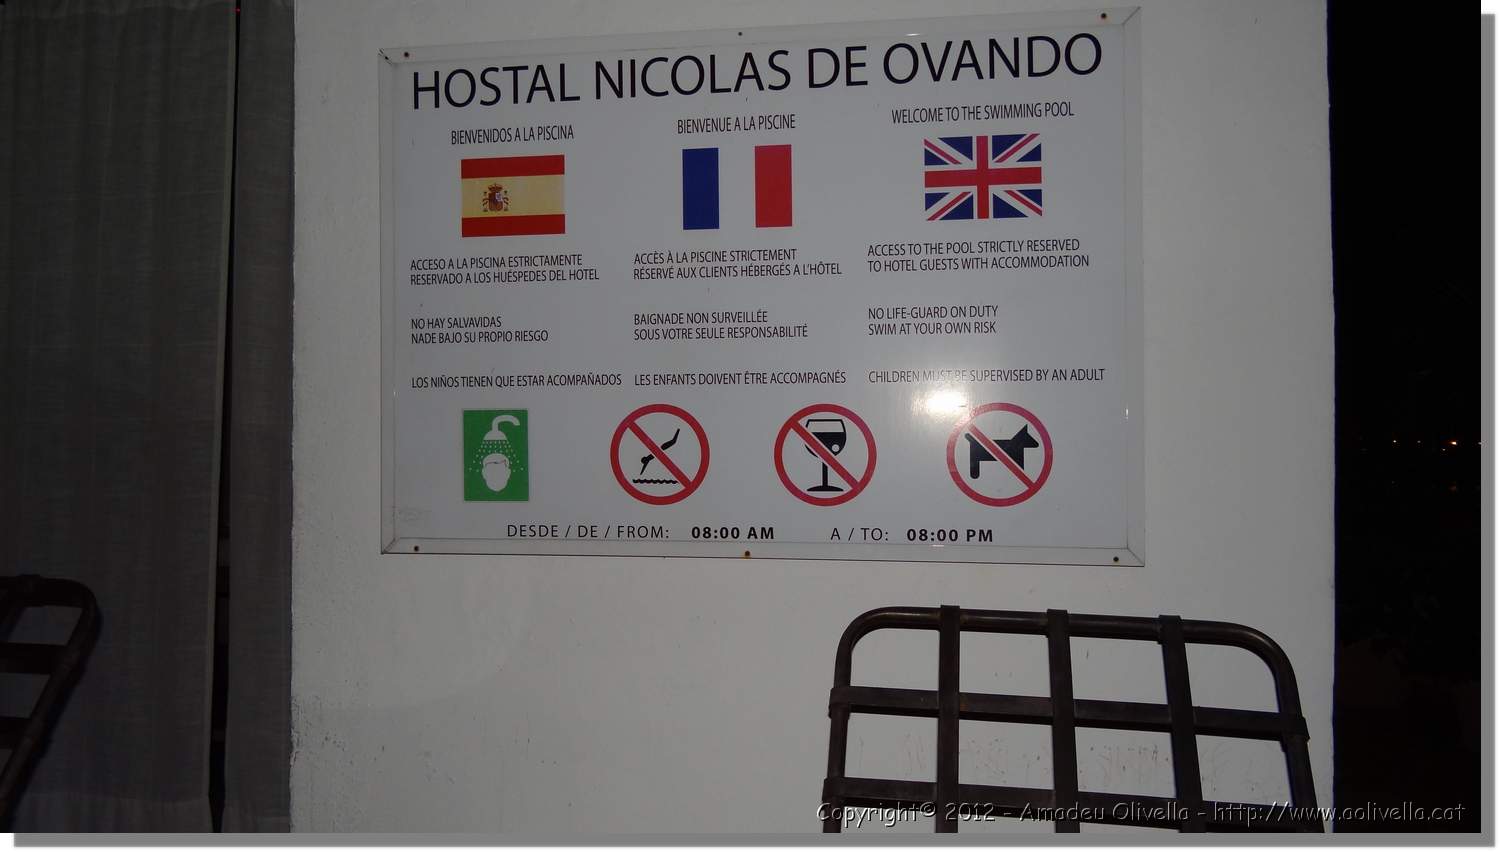 HOSTAL NICOLAS DE OVANDO
BIENVENIDOS A LA PISCINA
BIENVENUE A LA PISCINE
WELCOME TO THE SWIMMING POOL
ACCESO A LA PISCINA ESTRICTAMENTE
RESERVADO A LOS HUÉSPEDES DEL HOTEL
ACCÈS À LA PISCINE STRICTEMENT
RÉSERVÉ AUX CLIENTS HÉBERGÉS A L'HÔTEL
ACCESS TO THE POOL STRICTLY RESERVED
TO HOTEL GUESTS WITH ACCOMMODATION
NO HAY SALVAVIDAS
NADE BAJO SU PROPIO RIESGO
BAIGNADE NON SURVEILLÉE
SOUS VOTRE SEULE RESPONSABILITÉ
NO LIFE-GUARD ON DUTY
SWIM AT YOUR OWN RISK
LOS NIÑOS TIENEN QUE ESTAR ACOMPAÑADOS
LES ENFANTS DOIVENT ÊTRE ACCOMPAGNÉS
CHILDREN MUST BE SUPERVISED BY AN ADULT
DESDE / DE / FROM: 08:00 AM A / TO: 08:00 PM
Copyright© 2012 - Amadeu Olivella - http://www.aolivella.cat